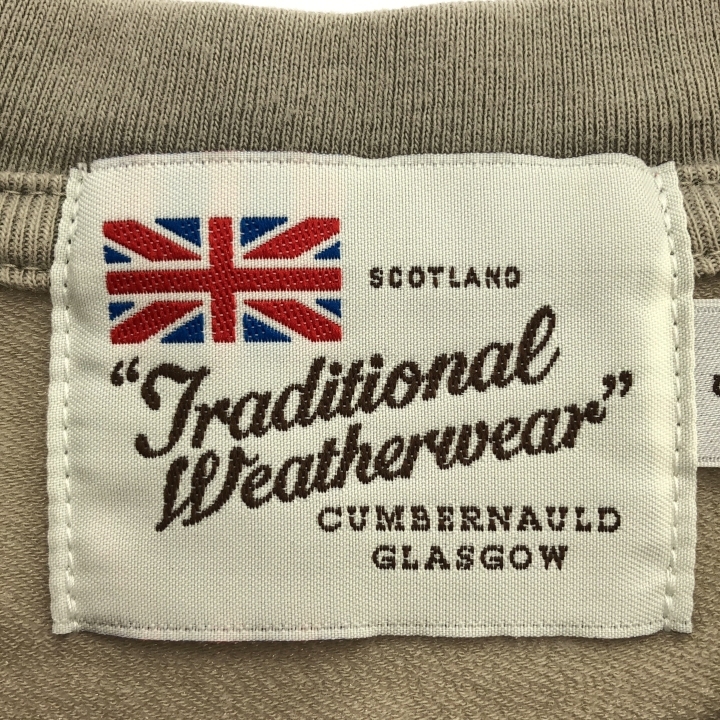 SCOTLAND
"Traditional
Weatherwear"
CUMBERNAULD
GLASGOW